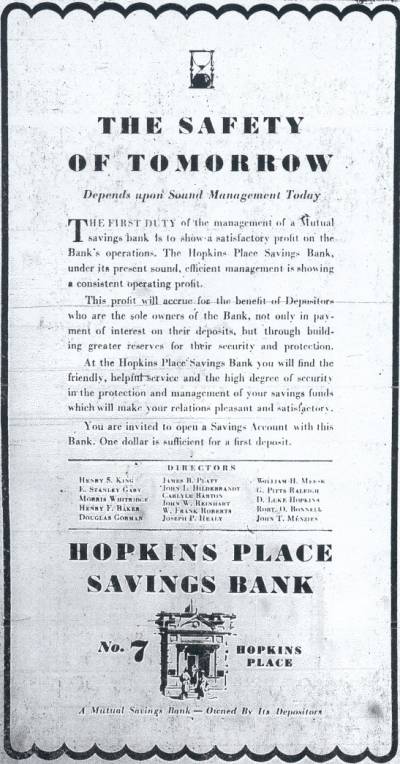 THE SAFETY
OF TOMORROW
Depends upon Sound Management Today
THE FIRST DUTY of the management of a Mutual
savings bank is to show a satisfactory profit on the
Bank's operations. The Hopkins Place Savings Bank,
under its present sound, efficient management is showing
a consistent operating profit.
This profit will accrue for the benefit of Depositors
who are the sole owners of the Bank, not only in pay-
ment of interest on their deposits, but through build-
ing greater reserves for their security and protection.
At the Hopkins Place Savings Bank you will find the
friendly, helpful service and the high degree of security
in the protection and management of your savings funds
which will make your relations pleasant and satisfactory.
You are invited to open a Savings Account with this
Bank. One dollar is sufficient for a first deposit.
DIRECTORS
HENRY S. KING
E. STANLEY GARY
MORRIS WHITRIDGE
HENRY F. BAKER
DOUGLAS GORMAN
JAMES R. PLATT
JOHN L. HILDEBRANDT
CARLYLE BARTON
JOHN W. REINHART
W. FRANK ROBERTS
JOSEPH P. HEALY
WILLIAM H.
G. PITTS RALEIGH
D. LUKE HOPKINS
ROBT. O. BONNELL
JOHN T. MENZIES
HOPKINS PLACE
SAVINGS BANK
No. 7 HOPKINS
PLACE
A Mutual Savings Bank—Owned By Its Depositors